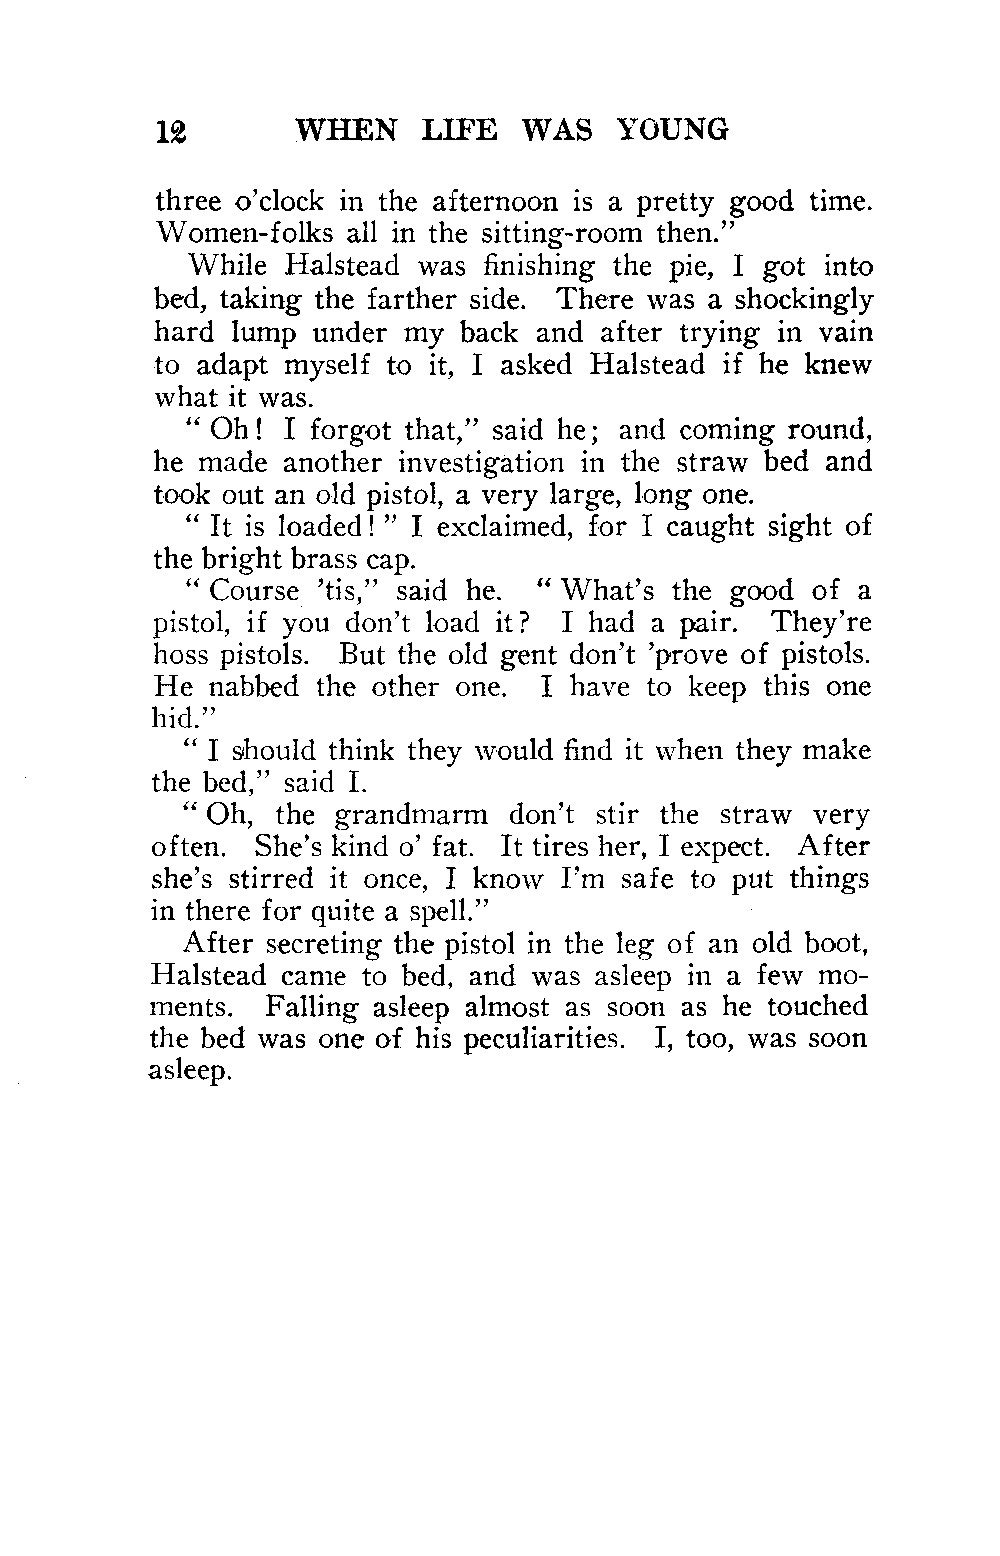 12 WHEN LIFE WAS YOUNG
three o'clock in the afternoon is a pretty good time.
Women-folks all in the sitting-room then."
While Halstead was finishing the pie, I got into
bed, taking the farther side. There was a shockingly
hard lump under my back and after trying in vain
to adapt myself to it, I asked Halstead if he knew
what it was.
" Oh! I forgot that," said he; and coming round,
he made another investigation in the straw bed and
took out an old pistol, a very large, long one.
" It is loaded! " I exclaimed, for I caught sight of
the bright brass cap.
" Course 'tis," said he. " What's the good of a
pistol, if you don't load it? I had a pair. They're
hoss pistols. But the old gent don't 'prove of pistols.
He nabbed the other one. I have to keep this one
hid."
" I should think they would find it when they make
the bed," said I.
" Oh, the grandmarm don't stir the straw very
often. She's kind o' fat. It tires her, I expect. After
she's stirred it once, I know I'm safe to put things
in there for quite a spell."
After secreting the pistol in the leg of an old boot,
Halstead came to bed, and was asleep in a few mo-
ments. Falling asleep almost as soon as he touched
the bed was one of his peculiarities. I, too, was soon
asleep.